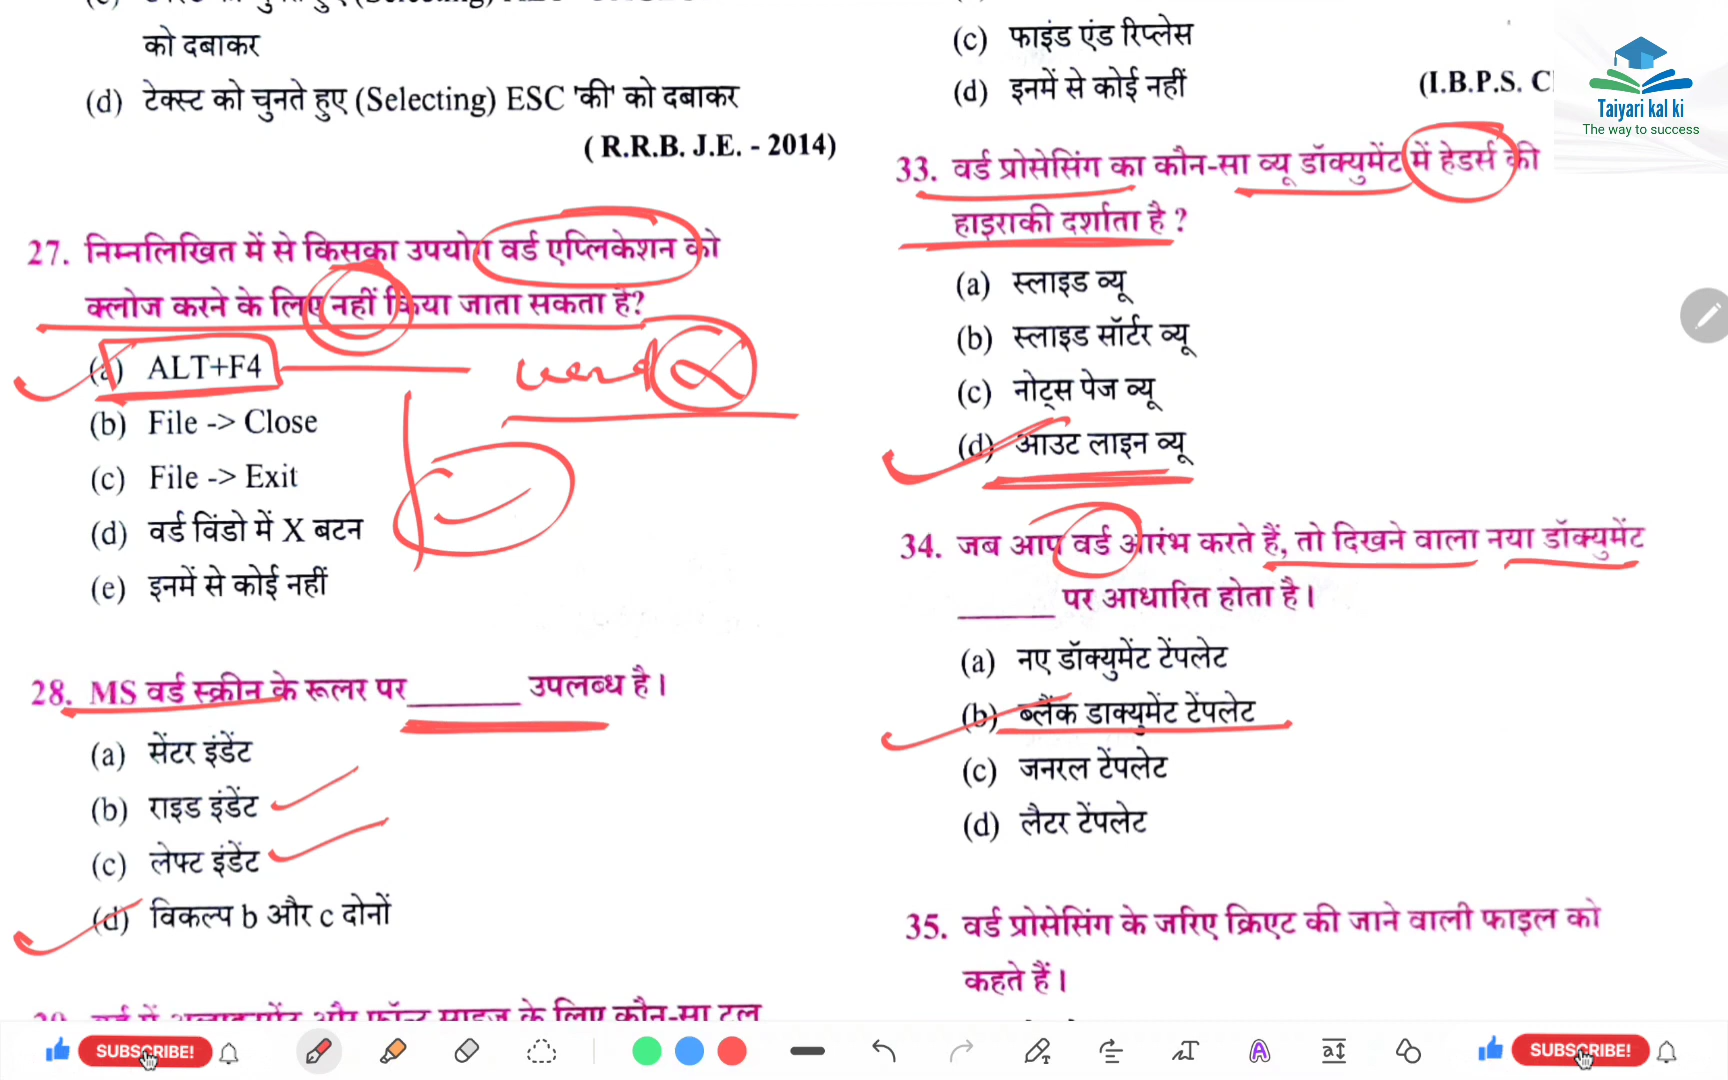 को दबाकर
(d) टेक्स्ट को चुनते हुए (Selecting) ESC 'की' को दबाकर
( R.R.B. J.E. - 2014)
27. निम्नलिखित में से किसका उपयोग वर्ड एप्लिकेशन को
क्लोज करने के लिए नहीं किया जाता सकता है?
(a) ALT+F4
(b) File -> Close
(c) File -> Exit
(d) वर्ड विंडो में X बटन
(e) इनमें से कोई नहीं
28. MS वर्ड स्क्रीन के रूलर पर ______ उपलब्ध है।
(a) सेंटर इंडेंट
(b) राइड इंडेंट
(c) लेफ्ट इंडेंट
(d) विकल्प b और c दोनों
(c) फाइंड एंड रिप्लेस
(d) इनमें से कोई नहीं
(I.B.P.S. C
33. वर्ड प्रोसेसिंग का कौन-सा व्यू डॉक्युमेंट में हेडर्स की
हाइराकी दर्शाता है ?
(a) स्लाइड व्यू
(b) स्लाइड सॉर्टर व्यू
(c) नोट्स पेज व्यू
(d) आउट लाइन व्यू
34. जब आप वर्ड आरंभ करते हैं, तो दिखने वाला नया डॉक्युमेंट
______ पर आधारित होता है।
(a) नए डॉक्युमेंट टेंपलेट
(b) ब्लैंक डाक्युमेंट टेंपलेट
(c) जनरल टेंपलेट
(d) लैटर टेंपलेट
35. वर्ड प्रोसेसिंग के जरिए क्रिएट की जाने वाली फाइल को
कहते हैं।
Taiyari kal ki
The way to success
SUBSCRIBE!
SUBSCRIBE!